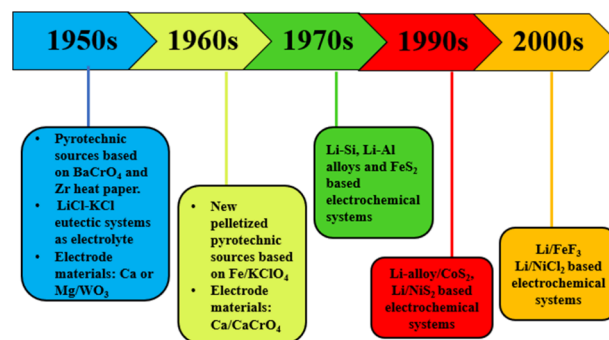 1950s
1960s
1970s
1990s
2000s
• Pyrotechnic
sources based
on BaCrO₄ and
Zr heat paper.
• LiCl-KCl
eutectic systems
as electrolyte
• Electrode
materials: Ca or
Mg/WO₃
• New
pelletized
pyrotechnic
sources based
on Fe/KClO₄
• Electrode
materials:
Ca/CaCrO₄
Li-Si, Li-Al
alloys and FeS₂
based
electrochemical
systems
Li-alloy/CoS₂,
Li/NiS₂ based
electrochemical
systems
Li/FeF₃
Li/NiCl₂ based
electrochemical
systems